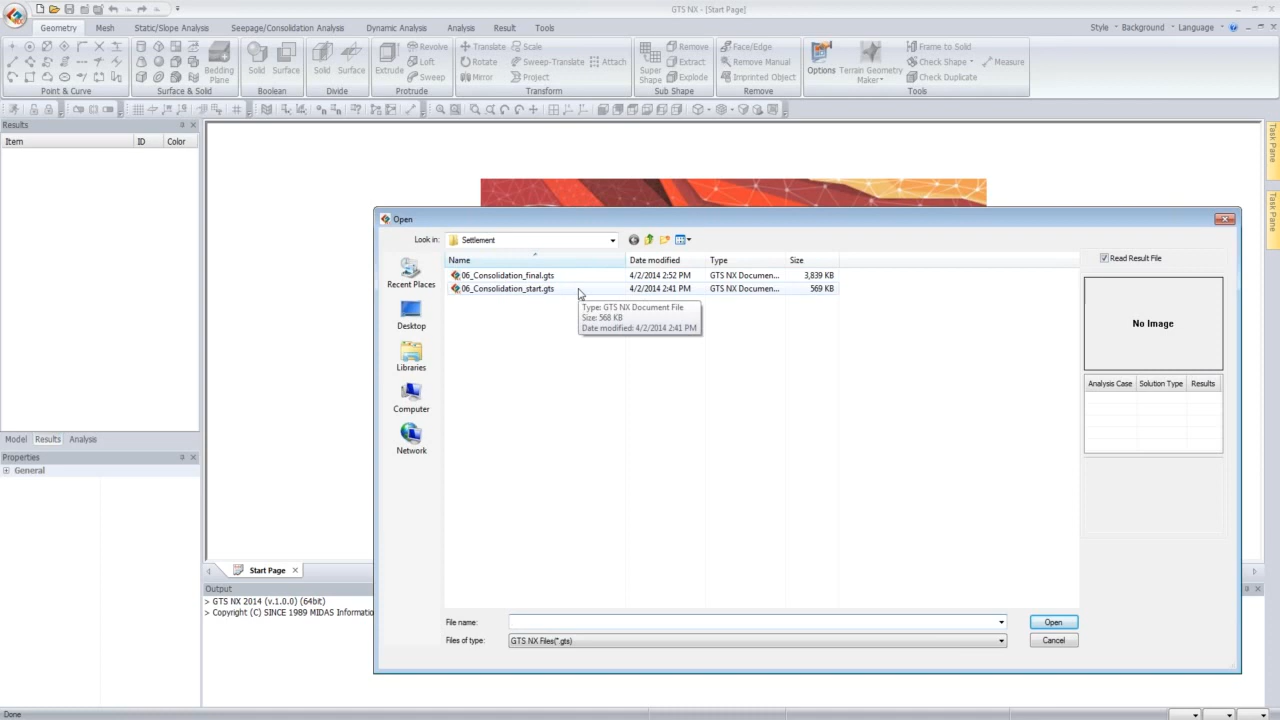 GTS NX - [Start Page]
Geometry Mesh Static/Slope Analysis Seepage/Consolidation Analysis Dynamic Analysis Analysis Result Tools Style Background Language
Revolve Transfer Scale Remove Face/Edge Frame to Solid
Loft Rotate Sweep-Translate Attach Extract Remove Manual Check Shape Measure
Bedding Plane Solid Surface Solid Surface Extrude Sweep Mirror Project Super Shape Explode Imprinted Object Options Terrain Geometry Maker Check Duplicate
Point & Curve Surface & Solid Boolean Divide Protrude Transform Sub Shape Remove Tools
Results
Item ID Color
Task Pane
Task Pane
Model Results Analysis
Properties
General
Open
Look in: Settlement
Name Date modified Type Size
06_Consolidation_final.gts 4/2/2014 2:52 PM GTS NX Documen... 3,839 KB
06_Consolidation_start.gts 4/2/2014 2:41 PM GTS NX Documen... 569 KB
Type: GTS NX Document File
Size: 568 KB
Date modified: 4/2/2014 2:41 PM
Recent Places
Desktop
Libraries
Computer
Network
Read Result File
No Image
Analysis Case Solution Type Results
File name:
Open
Files of type: GTS NX Files(*.gts)
Cancel
Start Page
Output
> GTS NX 2014 (v.1.0.0) (64bit)
> Copyright (C) SINCE 1989 MIDAS Informatio
Done